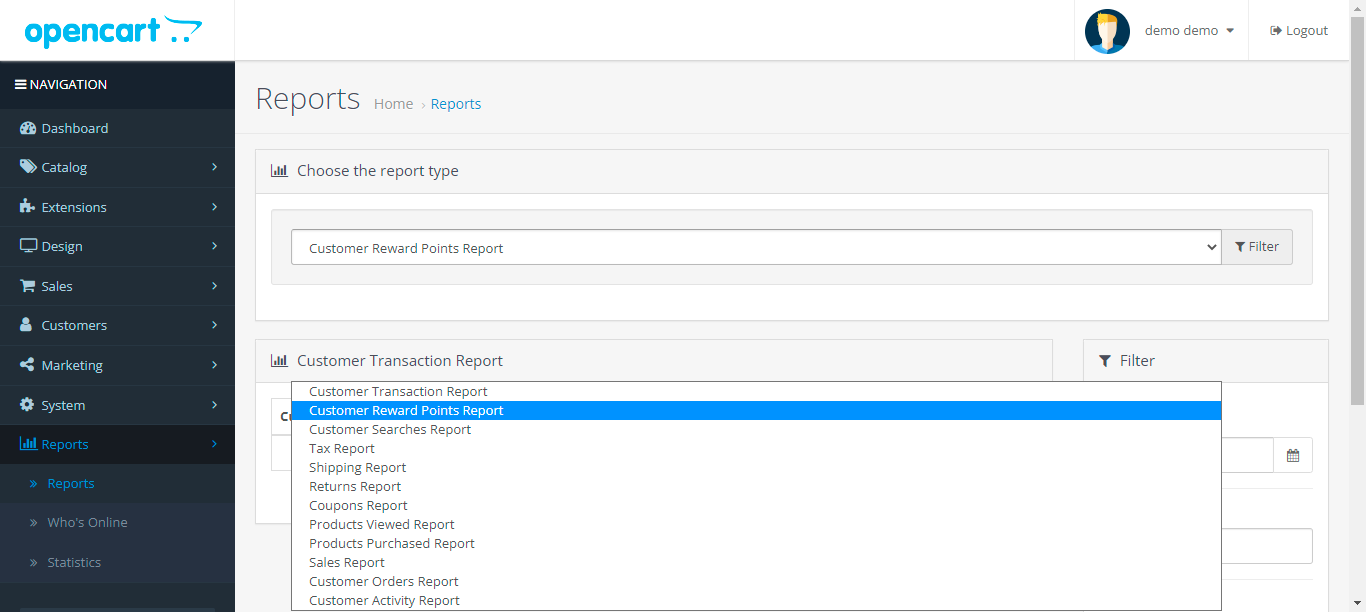 opencart
demo demo
Logout
NAVIGATION
Dashboard
Catalog
Extensions
Design
Sales
Customers
Marketing
System
Reports
Reports
Who's Online
Statistics
Reports Home › Reports
Choose the report type
Customer Reward Points Report
Filter
Customer Transaction Report
Filter
Customer Transaction Report
Customer Reward Points Report
Customer Searches Report
Tax Report
Shipping Report
Returns Report
Coupons Report
Products Viewed Report
Products Purchased Report
Sales Report
Customer Orders Report
Customer Activity Report